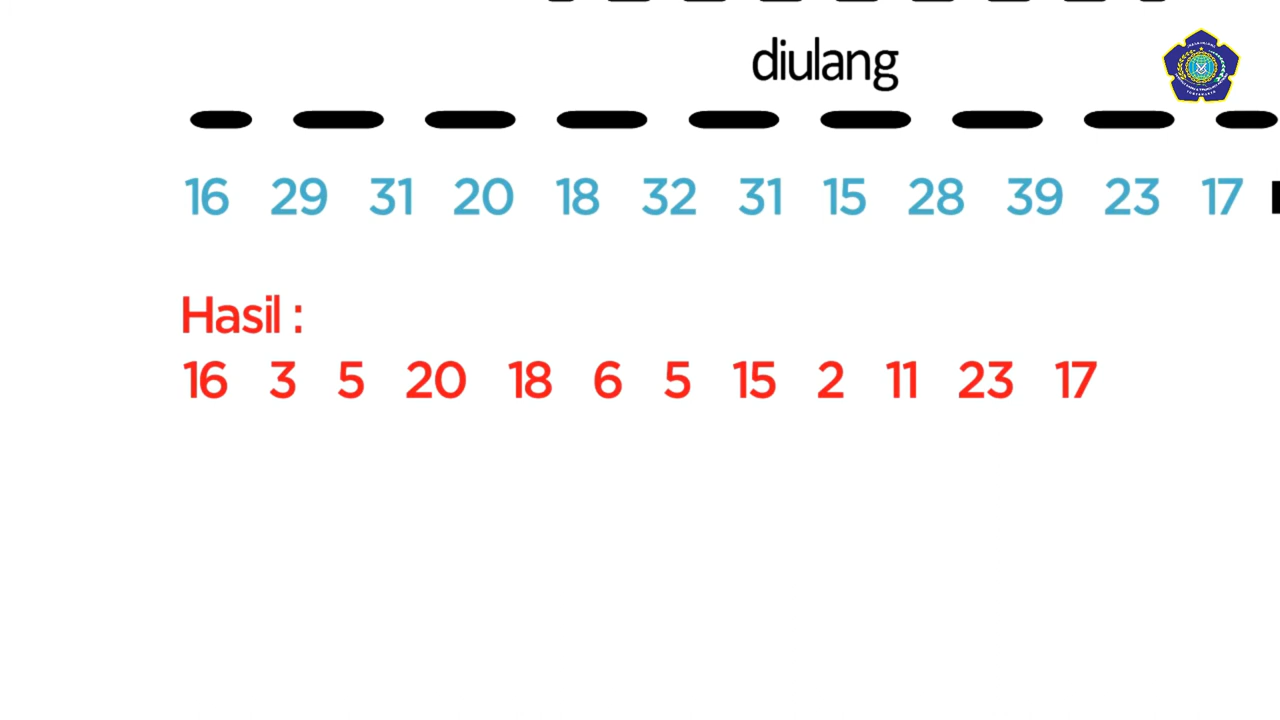 diulang
16 29 31 20 18 32 31 15 28 39 23 17
Hasil :
16 3 5 20 18 6 5 15 2 11 23 17